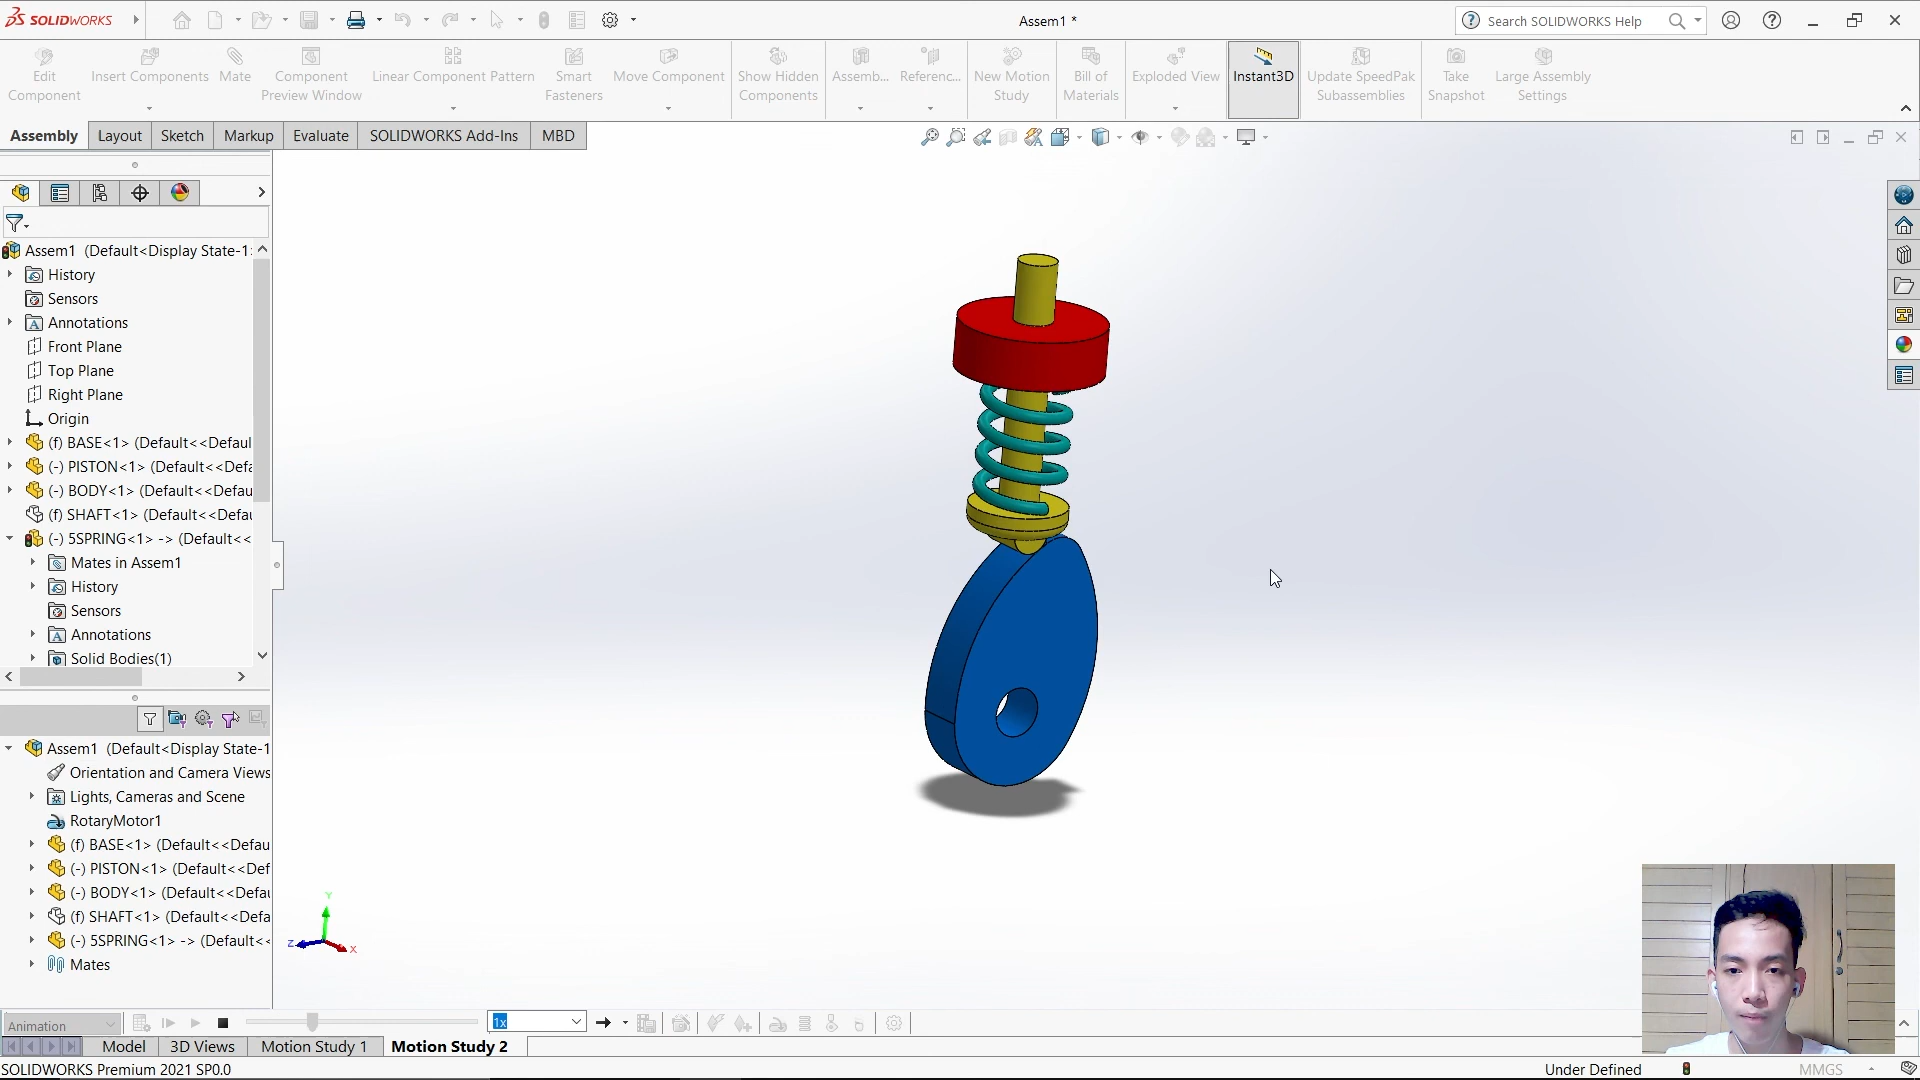 SOLIDWORKS
Assem1 *
Search SOLIDWORKS Help
Edit Component
Insert Components
Mate
Component Preview Window
Linear Component Pattern
Smart Fasteners
Move Component
Show Hidden Components
Assemb...
Referenc...
New Motion Study
Bill of Materials
Exploded View
Instant3D
Update SpeedPak Subassemblies
Take Snapshot
Large Assembly Settings
Assembly
Layout
Sketch
Markup
Evaluate
SOLIDWORKS Add-Ins
MBD
Assem1 (Default<Display State-1
History
Sensors
Annotations
Front Plane
Top Plane
Right Plane
Origin
(f) BASE<1> (Default<<Defaul
(-) PISTON<1> (Default<<Defa
(-) BODY<1> (Default<<Defau
(f) SHAFT<1> (Default<<Defau
(-) 5SPRING<1> -> (Default<<
Mates in Assem1
History
Sensors
Annotations
Solid Bodies(1)
Assem1 (Default<Display State-1
Orientation and Camera Views
Lights, Cameras and Scene
RotaryMotor1
(f) BASE<1> (Default<<Defau
(-) PISTON<1> (Default<<Def
(-) BODY<1> (Default<<Defau
(f) SHAFT<1> (Default<<Defa
(-) 5SPRING<1> -> (Default<<
Mates
Y
Z
X
Animation
1x
Model
3D Views
Motion Study 1
Motion Study 2
SOLIDWORKS Premium 2021 SP0.0
Under Defined
MMGS